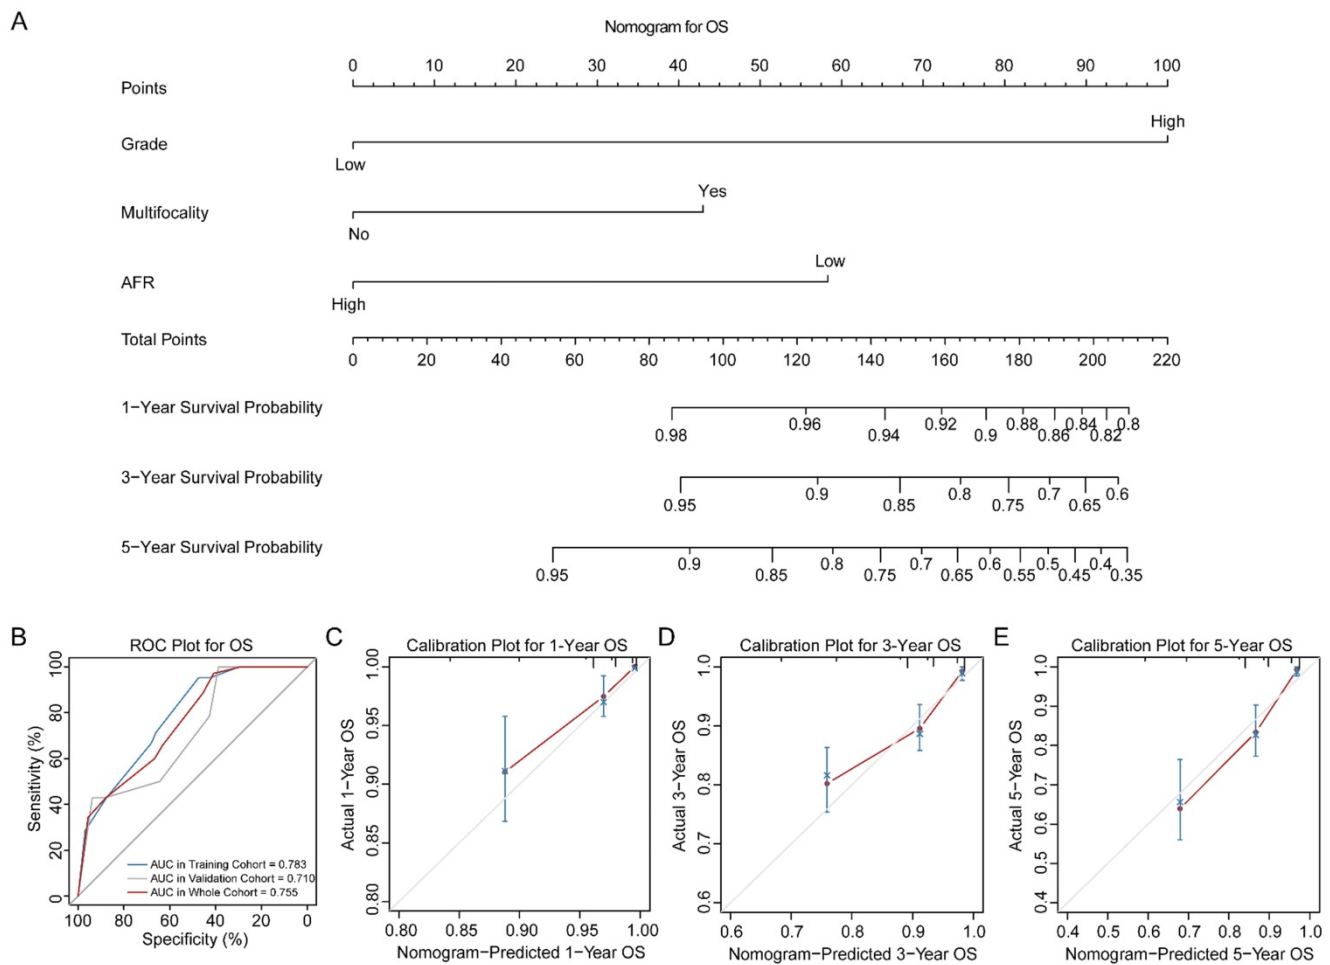 A
Nomogram for OS
0 10 20 30 40 50 60 70 80 90 100
Points
High
Grade
Low
Yes
Multifocality
No
Low
AFR
High
Total Points
0 20 40 60 80 100 120 140 160 180 200 220
1−Year Survival Probability
0.98 0.96 0.94 0.92 0.9 0.88 0.86 0.84 0.82 0.8
3−Year Survival Probability
0.95 0.9 0.85 0.8 0.75 0.7 0.65 0.6
5−Year Survival Probability
0.95 0.9 0.85 0.8 0.75 0.7 0.65 0.6 0.55 0.5 0.45 0.4 0.35
B
ROC Plot for OS
Sensitivity (%)
100
80
60
40
20
0
AUC in Training Cohort = 0.783
AUC in Validation Cohort = 0.710
AUC in Whole Cohort = 0.755
100 80 60 40 20 0
Specificity (%)
C
Calibration Plot for 1-Year OS
Actual 1−Year OS
1.00
0.95
0.90
0.85
0.80
0.80 0.85 0.90 0.95 1.00
Nomogram−Predicted 1−Year OS
D
Calibration Plot for 3-Year OS
Actual 3−Year OS
1.0
0.9
0.8
0.7
0.6
0.6 0.7 0.8 0.9 1.0
Nomogram−Predicted 3−Year OS
E
Calibration Plot for 5-Year OS
Actual 5−Year OS
1.0
0.9
0.8
0.7
0.6
0.5
0.4
0.4 0.5 0.6 0.7 0.8 0.9 1.0
Nomogram−Predicted 5−Year OS